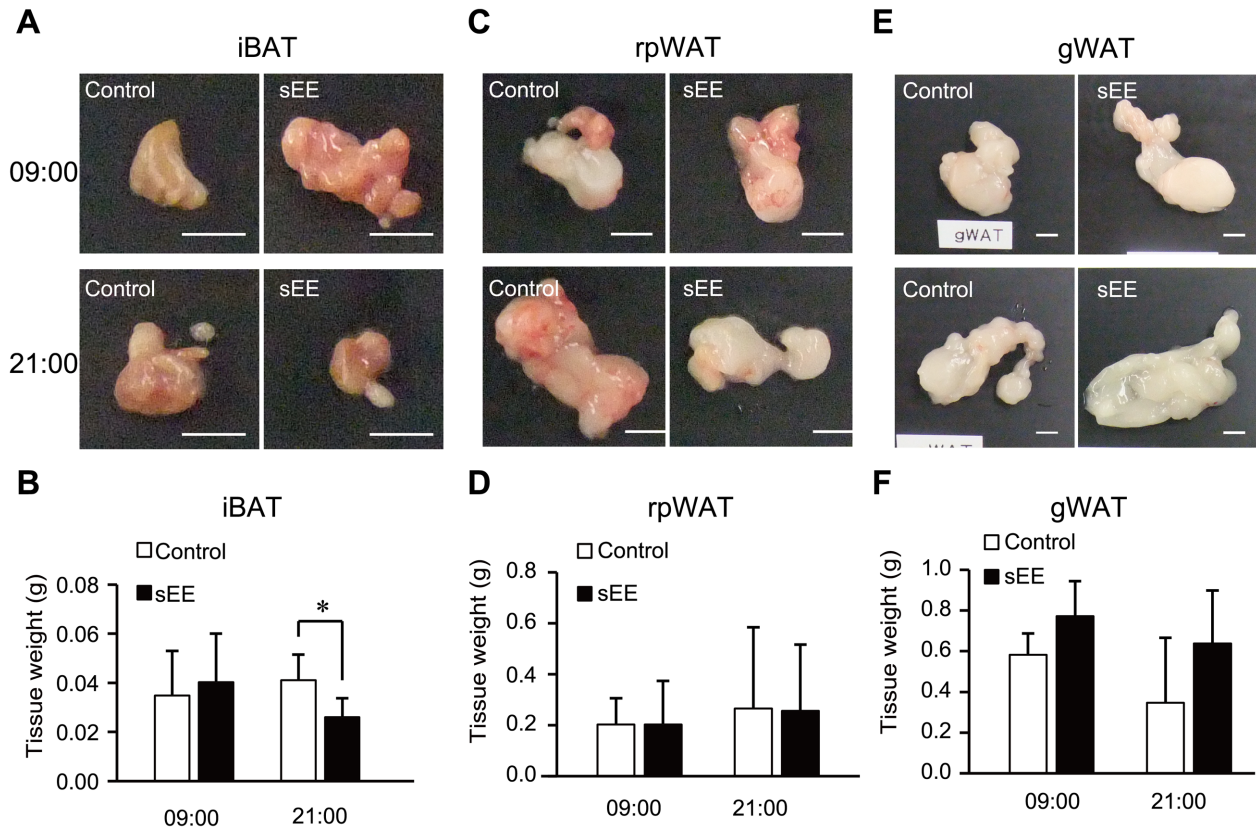 A
iBAT
Control
sEE
09:00
Control
sEE
21:00
C
rpWAT
Control
sEE
Control
sEE
E
gWAT
Control
sEE
gWAT
Control
sEE
WAT
B
iBAT
Control
sEE
Tissue weight (g)
0.08
0.06
0.04
0.02
0.00
*
09:00
21:00
D
rpWAT
Control
sEE
Tissue weight (g)
0.8
0.6
0.4
0.2
0.0
09:00
21:00
F
gWAT
Control
sEE
Tissue weight (g)
1.0
0.8
0.6
0.4
0.2
0.0
09:00
21:00